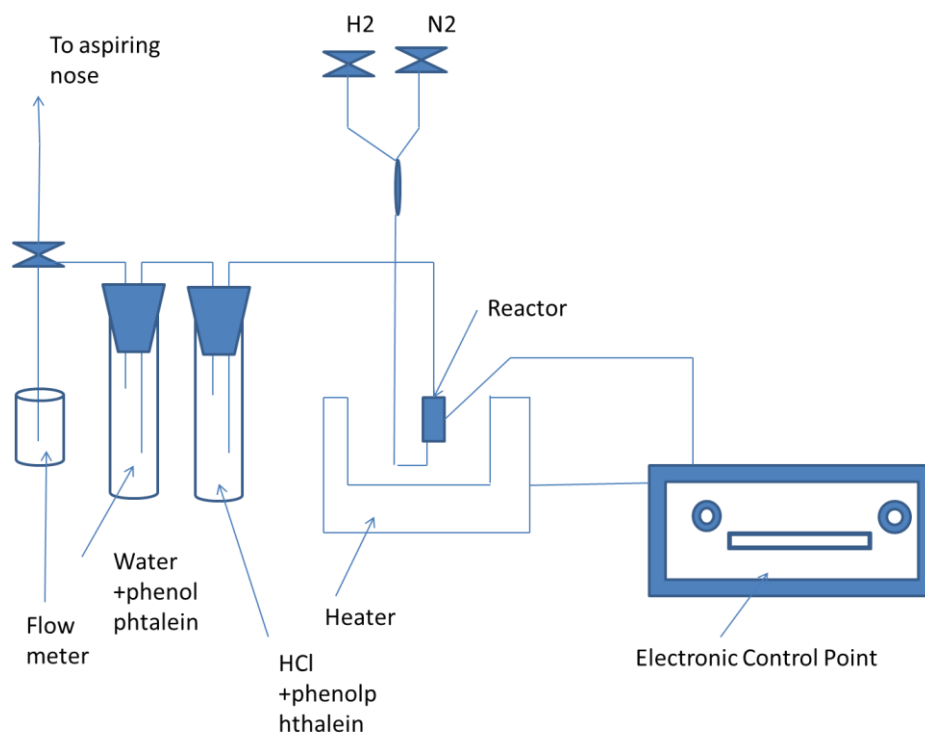 H2
N2
To aspiring
nose
Reactor
Water
+phenol
phtalein
Flow
meter
HCl
+phenolp
hthalein
Heater
Electronic Control Point